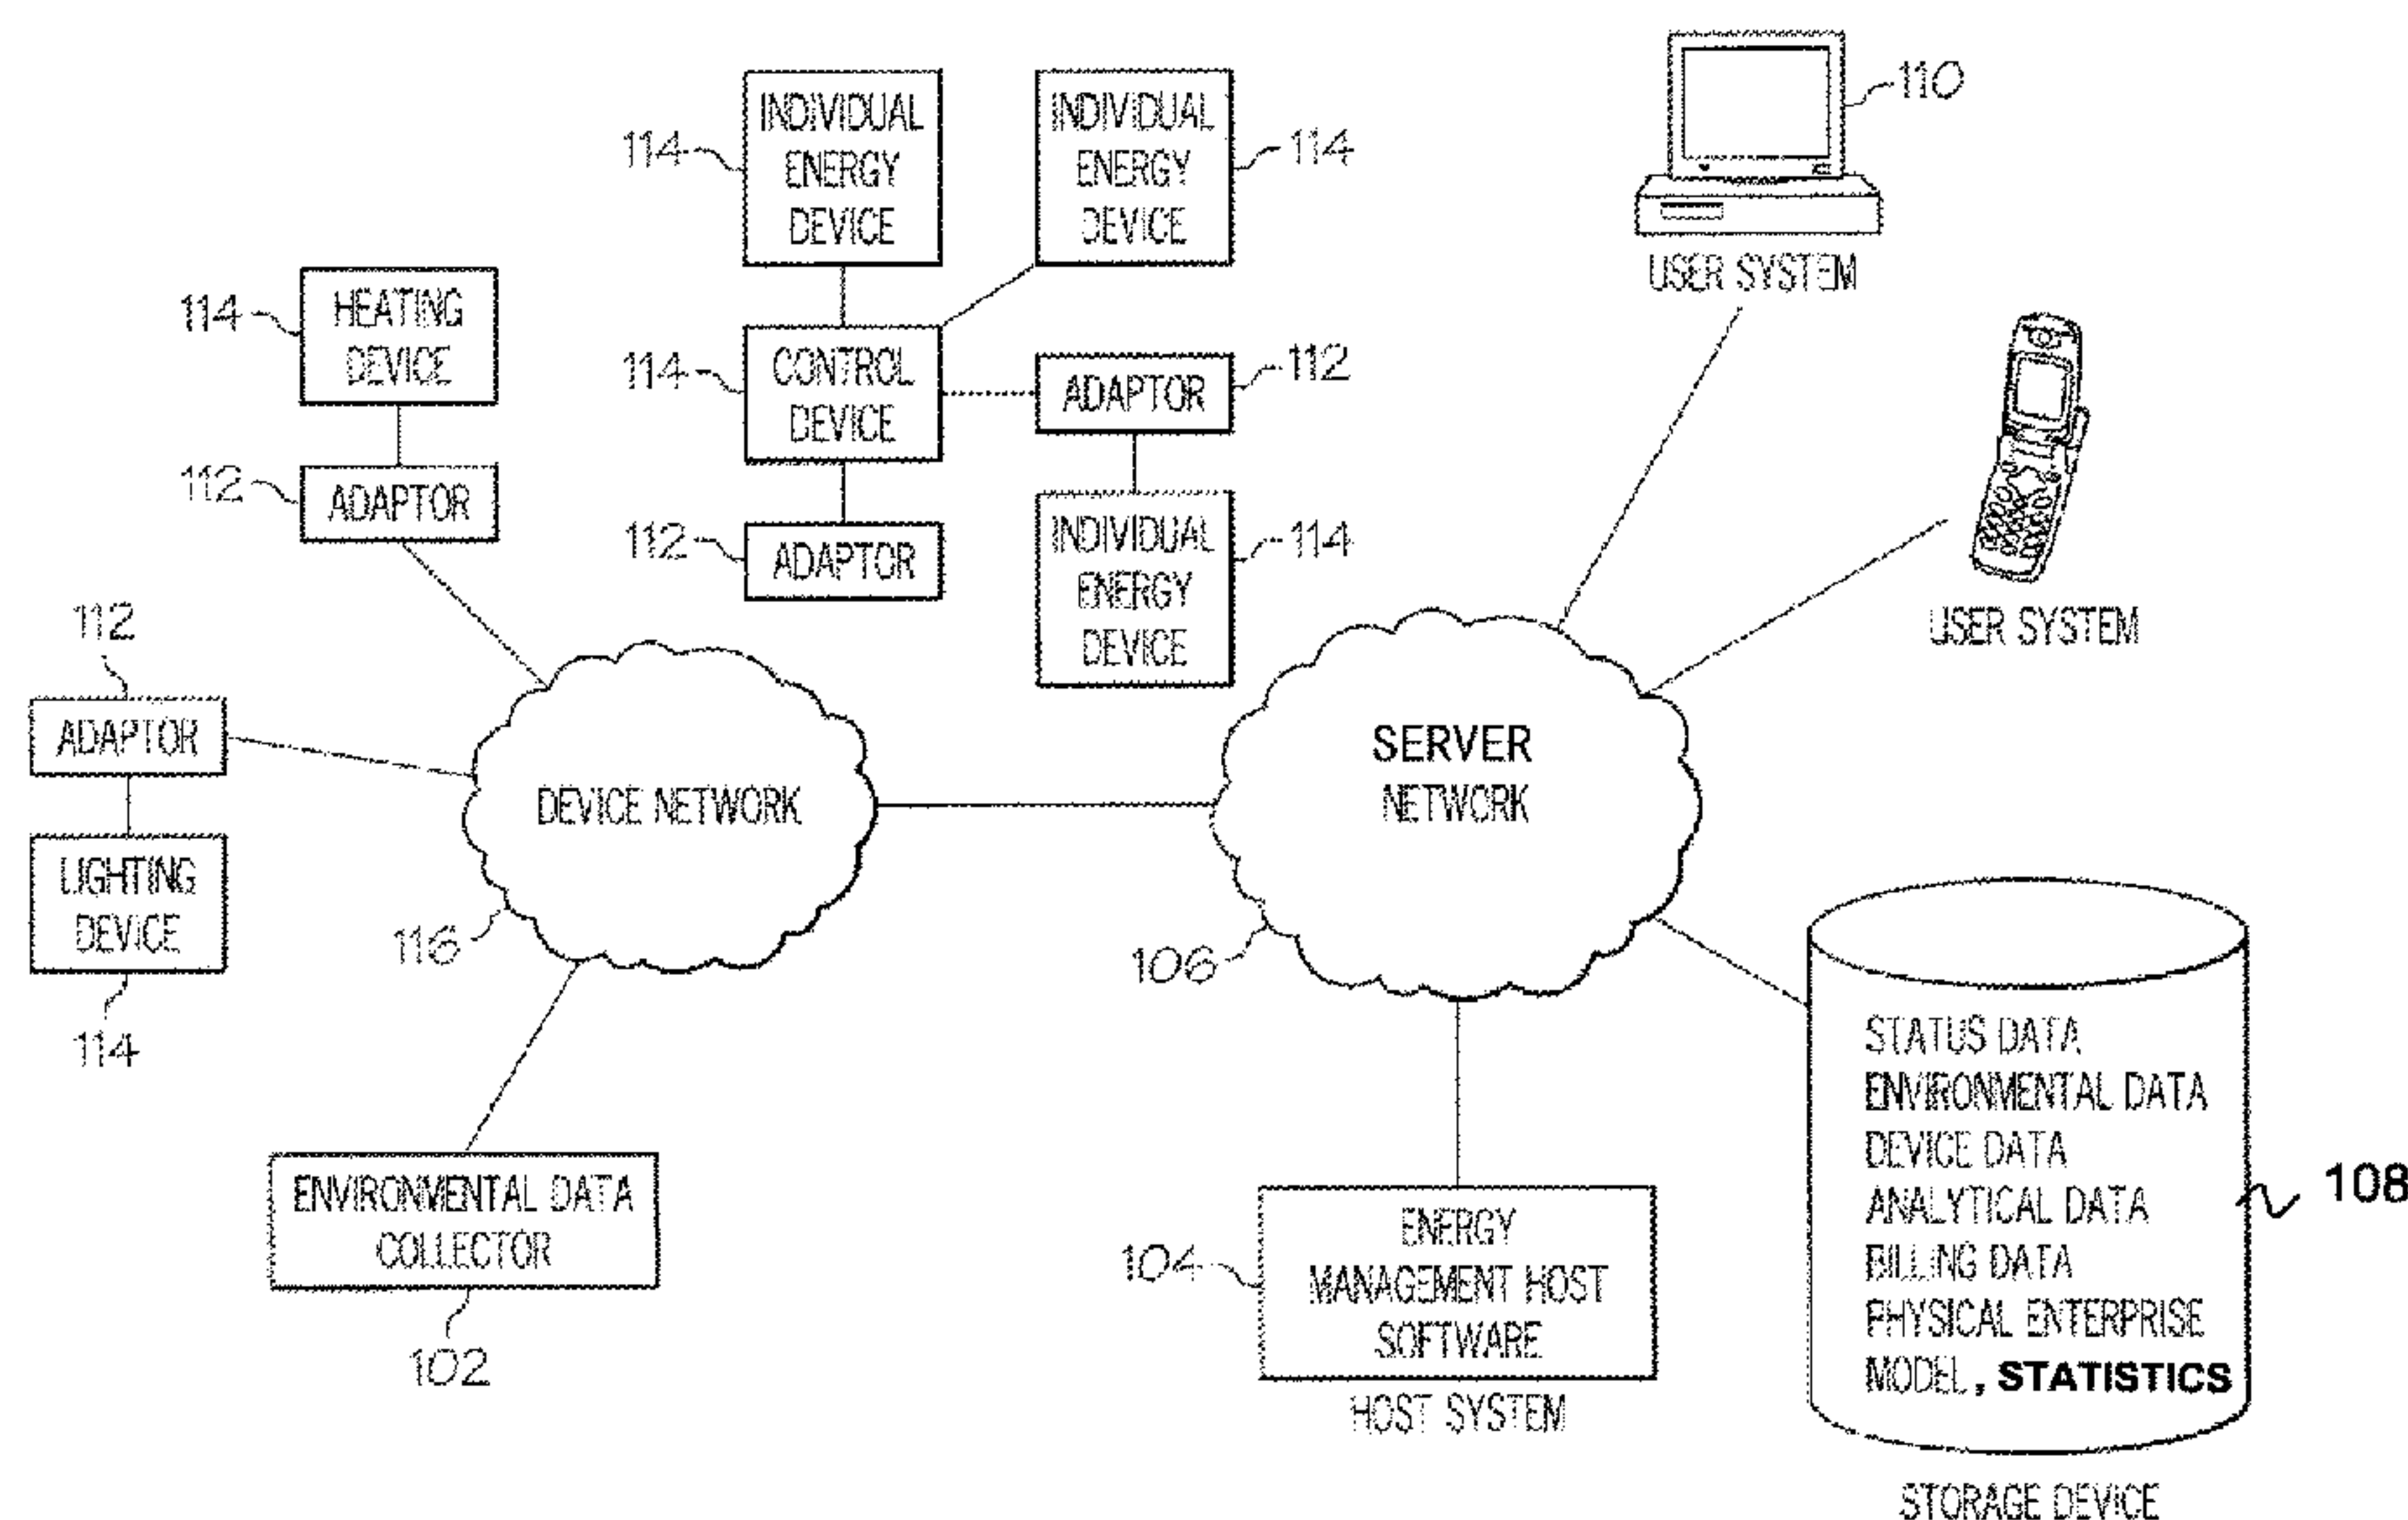 110
INDIVIDUAL
ENERGY
DEVICE
114
INDIVIDUAL
ENERGY
DEVICE
114
USER SYSTEM
HEATING
DEVICE
114
CONTROL
DEVICE
114
ADAPTOR
112
ADAPTOR
112
ADAPTOR
112
INDIVIDUAL
ENERGY
DEVICE
114
USER SYSTEM
112
ADAPTOR
LIGHTING
DEVICE
114
DEVICE NETWORK
116
SERVER
NETWORK
106
ENVIRONMENTAL DATA
COLLECTOR
102
ENERGY
MANAGEMENT HOST
SOFTWARE
104
HOST SYSTEM
STATUS DATA
ENVIRONMENTAL DATA
DEVICE DATA
ANALYTICAL DATA
BILLING DATA
PHYSICAL ENTERPRISE
MODEL, STATISTICS
108
STORAGE DEVICE